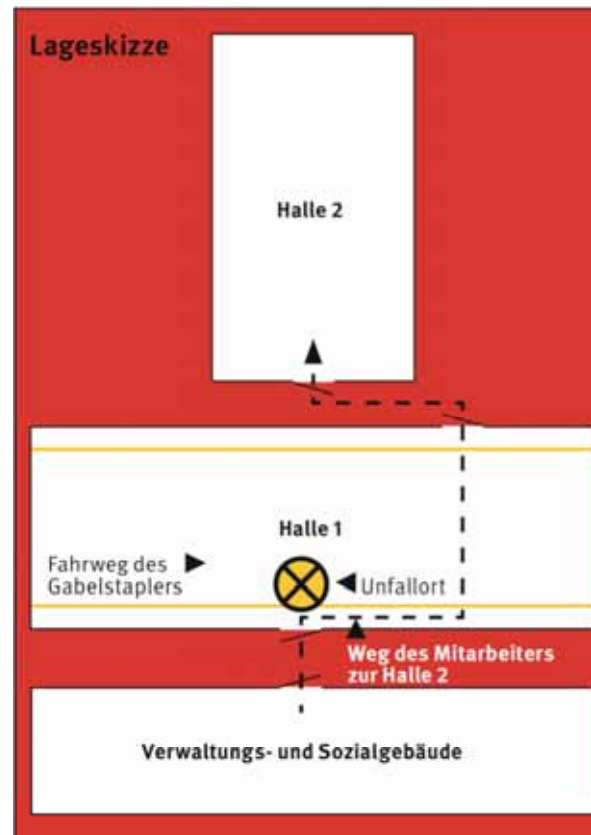 Lageskizze
Halle 2
Halle 1
Fahrweg des
Gabelstaplers
Unfallort
Weg des Mitarbeiters
zur Halle 2
Verwaltungs- und Sozialgebäude